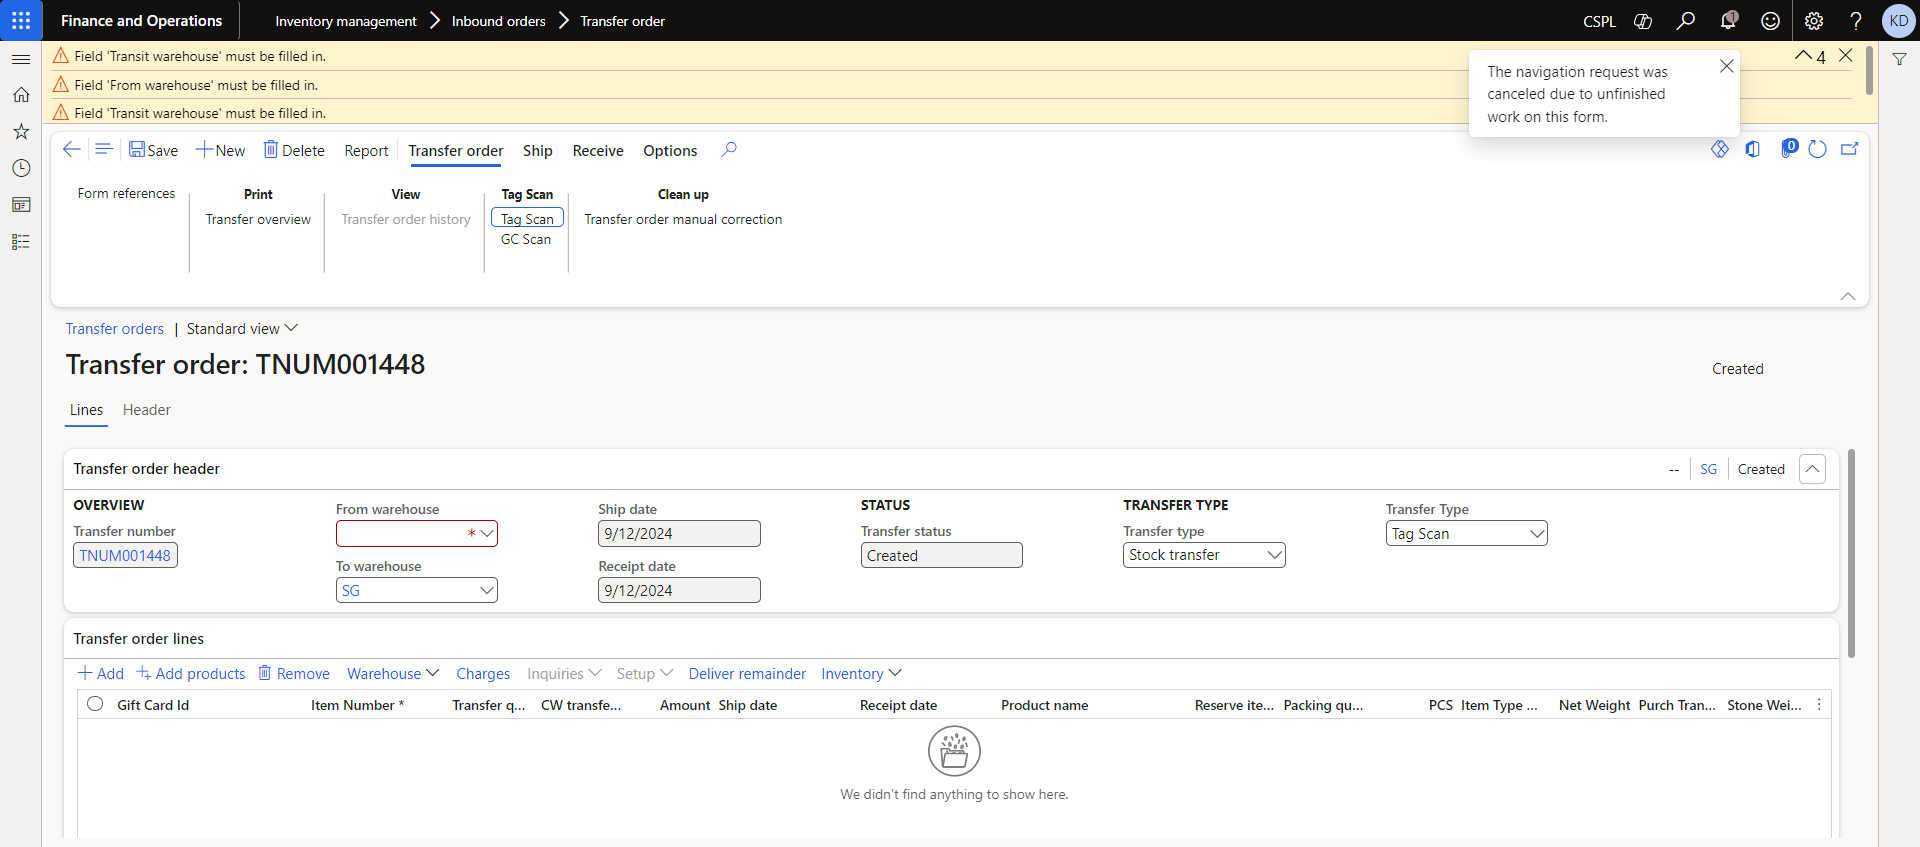 Finance and Operations
Inventory management > Inbound orders > Transfer order
CSPL
1
KD
Field 'Transit warehouse' must be filled in.
Field 'From warehouse' must be filled in.
Field 'Transit warehouse' must be filled in.
4
The navigation request was
canceled due to unfinished
work on this form.
Save New Delete Report Transfer order Ship Receive Options
0
Form references
Print
Transfer overview
View
Transfer order history
Tag Scan
Tag Scan
GC Scan
Clean up
Transfer order manual correction
Transfer orders | Standard view
Transfer order: TNUM001448
Created
Lines Header
Transfer order header
-- SG Created
OVERVIEW
Transfer number
TNUM001448
From warehouse
*
To warehouse
SG
Ship date
9/12/2024
Receipt date
9/12/2024
STATUS
Transfer status
Created
TRANSFER TYPE
Transfer type
Stock transfer
Transfer Type
Tag Scan
Transfer order lines
Add Add products Remove Warehouse Charges Inquiries Setup Deliver remainder Inventory
Gift Card Id Item Number * Transfer q... CW transfe... Amount Ship date Receipt date Product name Reserve ite... Packing qu... PCS Item Type ... Net Weight Purch Tran... Stone Wei...
We didn't find anything to show here.